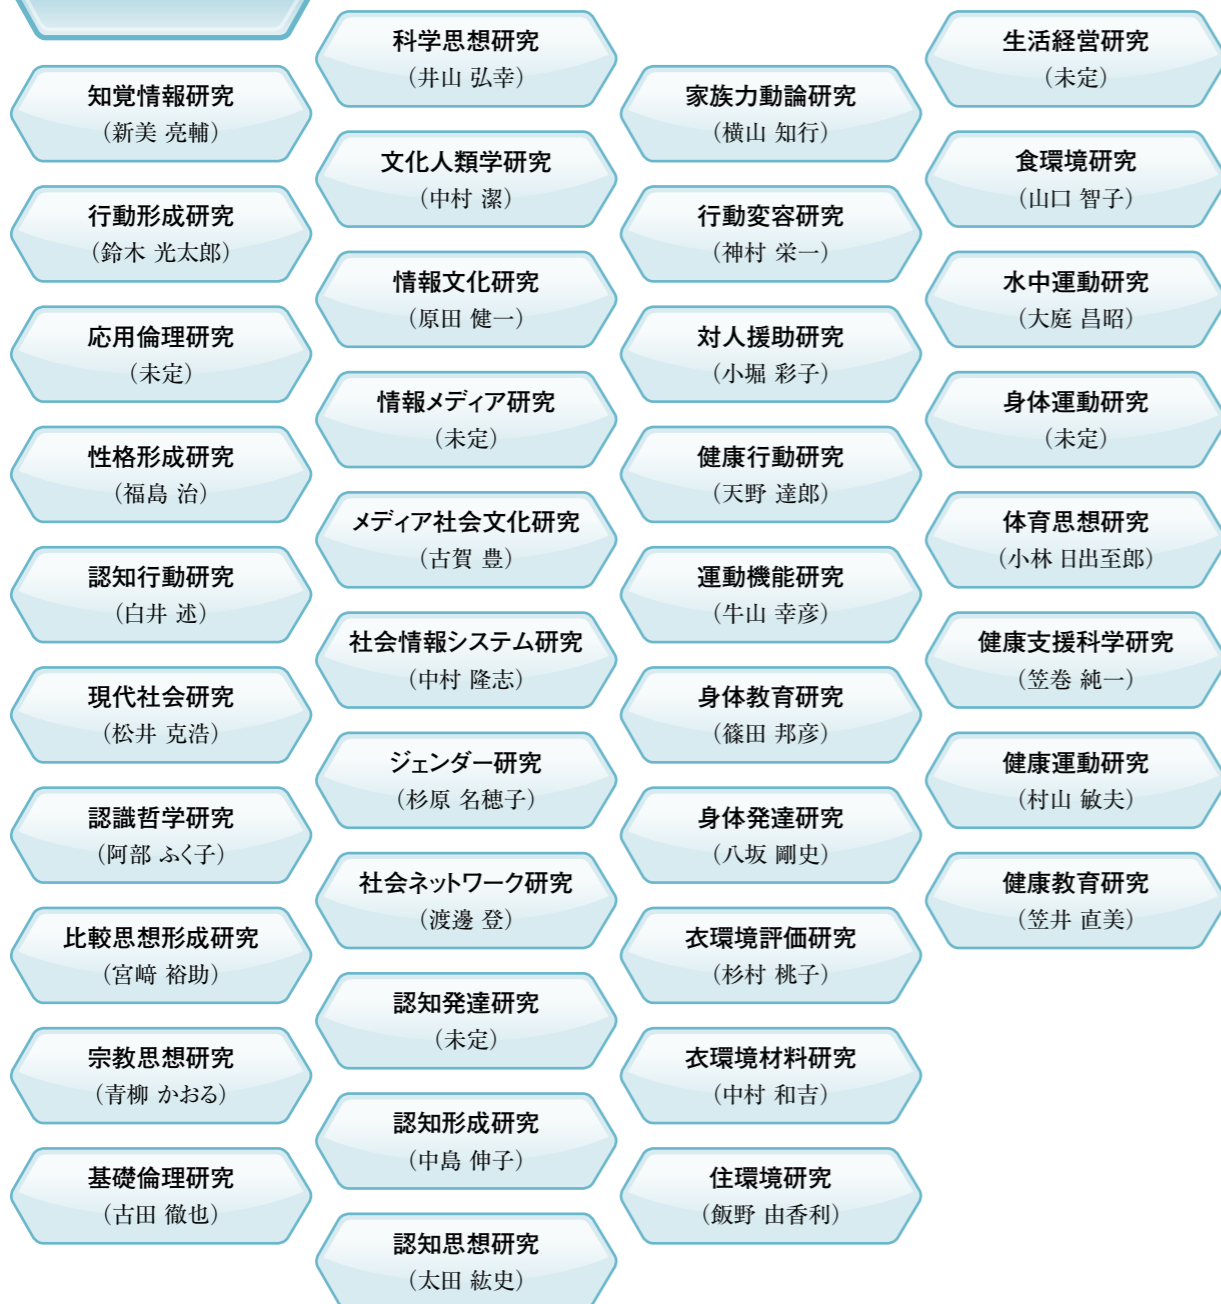 知覚情報研究
（新美 亮輔）
行動形成研究
（鈴木 光太郎）
応用倫理研究
（未定）
性格形成研究
（福島 治）
認知行動研究
（白井 述）
現代社会研究
（松井 克浩）
認識哲学研究
（阿部 ふく子）
比較思想形成研究
（宮﨑 裕助）
宗教思想研究
（青柳 かおる）
基礎倫理研究
（古田 徹也）
科学思想研究
（井山 弘幸）
文化人類学研究
（中村 潔）
情報文化研究
（原田 健一）
情報メディア研究
（未定）
メディア社会文化研究
（古賀 豊）
社会情報システム研究
（中村 隆志）
ジェンダー研究
（杉原 名穂子）
社会ネットワーク研究
（渡邊 登）
認知発達研究
（未定）
認知形成研究
（中島 伸子）
認知思想研究
（太田 紘史）
家族力動論研究
（横山 知行）
行動変容研究
（神村 栄一）
対人援助研究
（小堀 彩子）
健康行動研究
（天野 達郎）
運動機能研究
（牛山 幸彦）
身体教育研究
（篠田 邦彦）
身体発達研究
（八坂 剛史）
衣環境評価研究
（杉村 桃子）
衣環境材料研究
（中村 和吉）
住環境研究
（飯野 由香利）
生活経営研究
（未定）
食環境研究
（山口 智子）
水中運動研究
（大庭 昌昭）
身体運動研究
（未定）
体育思想研究
（小林 日出至郎）
健康支援科学研究
（笠巻 純一）
健康運動研究
（村山 敏夫）
健康教育研究
（笠井 直美）